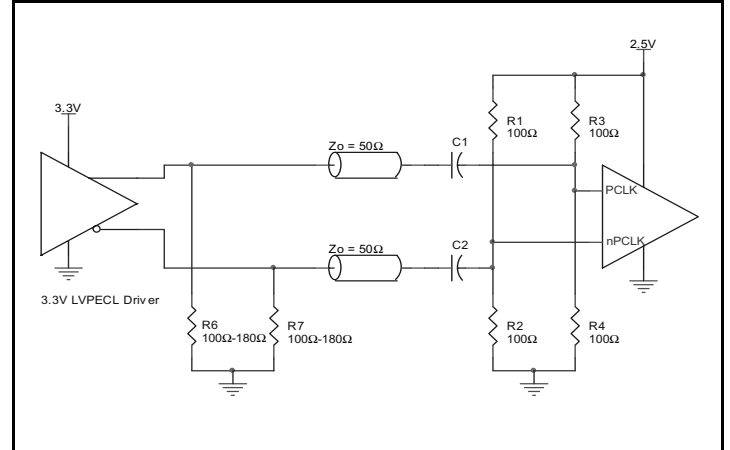 2.5V
3.3V
R1
100Ω
R3
100Ω
Zo = 50Ω
C1
PCLK
nPCLK
Zo = 50Ω
C2
3.3V LVPECL Driver
R6
100Ω-180Ω
R7
100Ω-180Ω
R2
100Ω
R4
100Ω